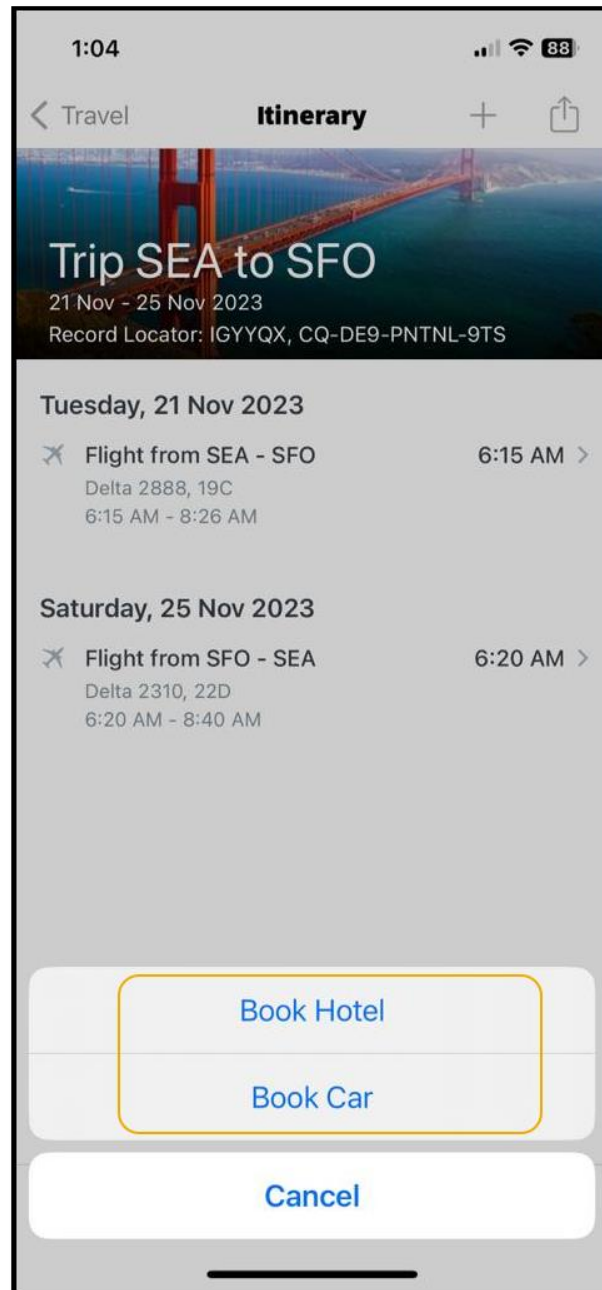 1:04 88
Travel Itinerary
Trip SEA to SFO
21 Nov - 25 Nov 2023
Record Locator: IGYYQX, CQ-DE9-PNTNL-9TS
Tuesday, 21 Nov 2023
Flight from SEA - SFO 6:15 AM
Delta 2888, 19C
6:15 AM - 8:26 AM
Saturday, 25 Nov 2023
Flight from SFO - SEA 6:20 AM
Delta 2310, 22D
6:20 AM - 8:40 AM
Book Hotel
Book Car
Cancel